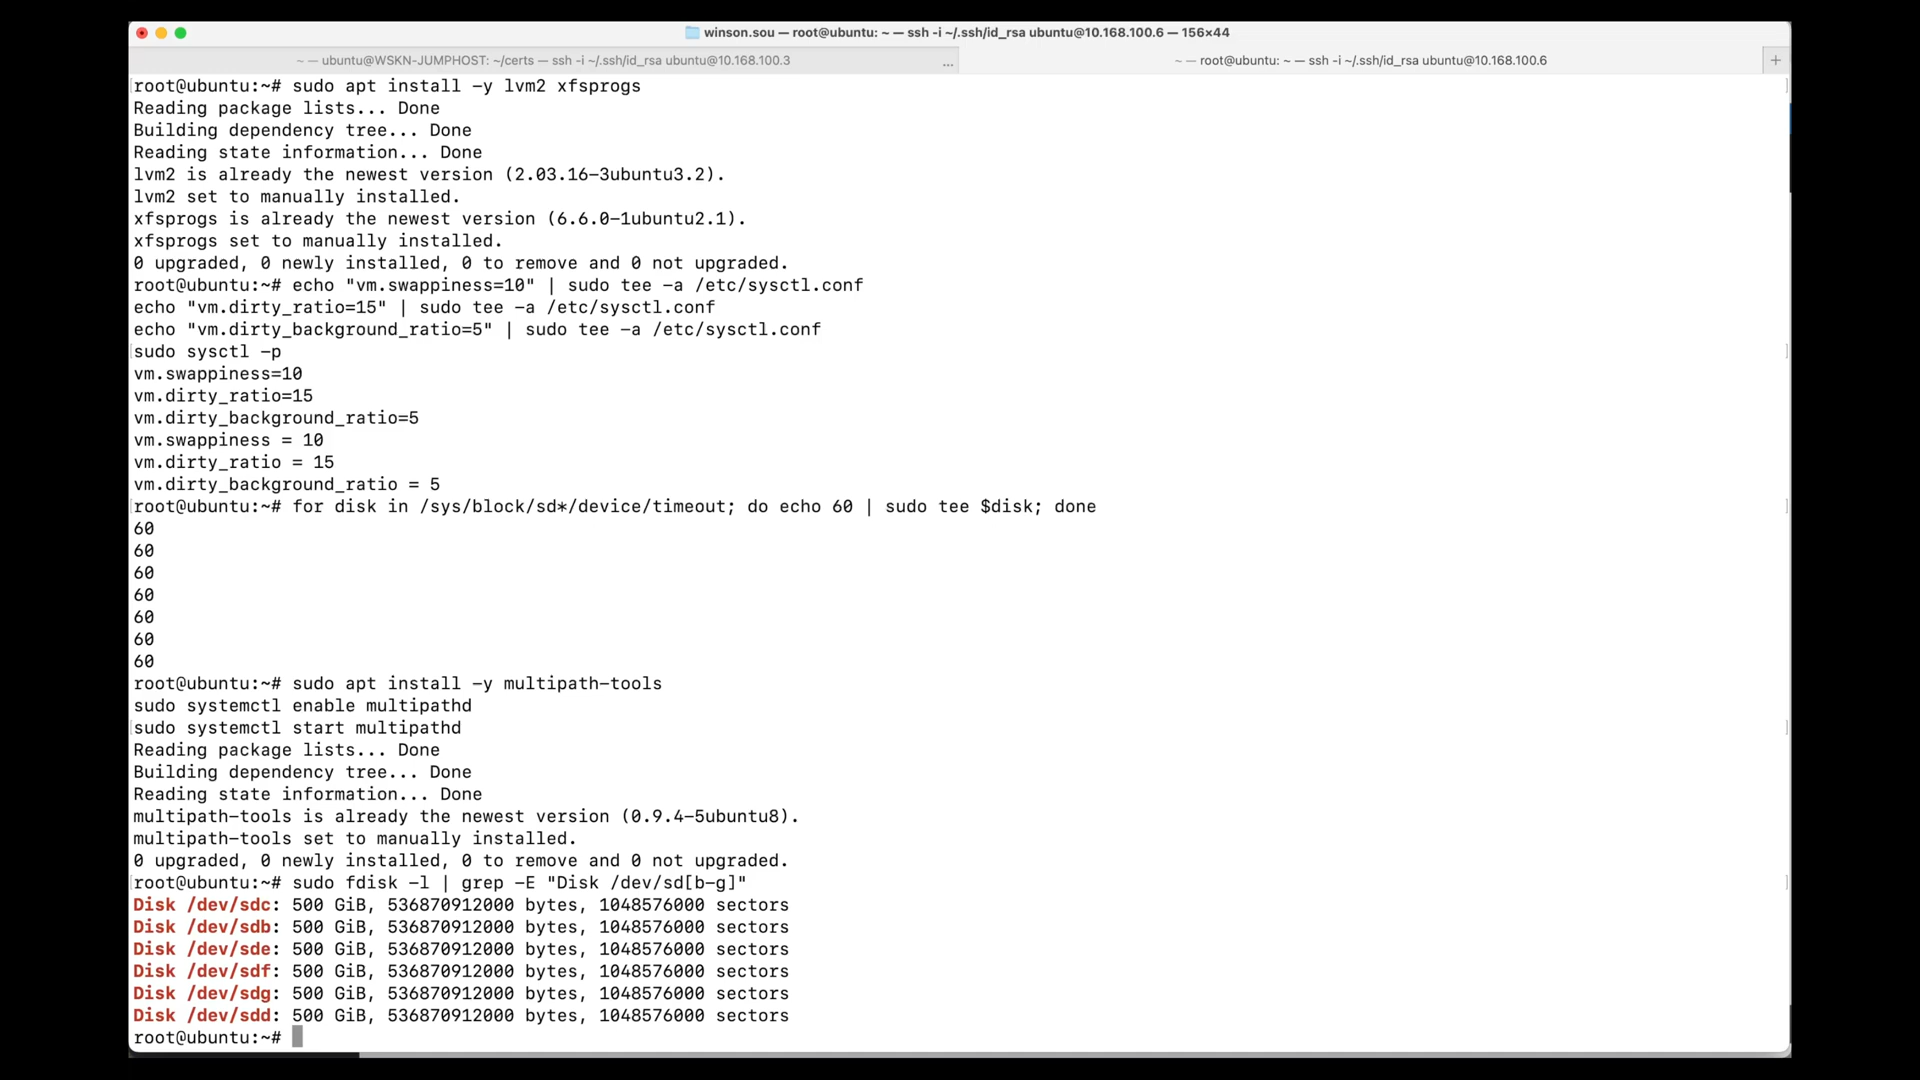 winson.sou — root@ubuntu: ~ — ssh -i ~/.ssh/id_rsa ubuntu@10.168.100.6 — 156×44
~ — ubuntu@WSKN-JUMPHOST: ~/certs — ssh -i ~/.ssh/id_rsa ubuntu@10.168.100.3 ...
~ — root@ubuntu: ~ — ssh -i ~/.ssh/id_rsa ubuntu@10.168.100.6 +
root@ubuntu:~# sudo apt install -y lvm2 xfsprogs
Reading package lists... Done
Building dependency tree... Done
Reading state information... Done
lvm2 is already the newest version (2.03.16-3ubuntu3.2).
lvm2 set to manually installed.
xfsprogs is already the newest version (6.6.0-1ubuntu2.1).
xfsprogs set to manually installed.
0 upgraded, 0 newly installed, 0 to remove and 0 not upgraded.
root@ubuntu:~# echo "vm.swappiness=10" | sudo tee -a /etc/sysctl.conf
echo "vm.dirty_ratio=15" | sudo tee -a /etc/sysctl.conf
echo "vm.dirty_background_ratio=5" | sudo tee -a /etc/sysctl.conf
sudo sysctl -p
vm.swappiness=10
vm.dirty_ratio=15
vm.dirty_background_ratio=5
vm.swappiness = 10
vm.dirty_ratio = 15
vm.dirty_background_ratio = 5
root@ubuntu:~# for disk in /sys/block/sd*/device/timeout; do echo 60 | sudo tee $disk; done
60
60
60
60
60
60
60
root@ubuntu:~# sudo apt install -y multipath-tools
sudo systemctl enable multipathd
sudo systemctl start multipathd
Reading package lists... Done
Building dependency tree... Done
Reading state information... Done
multipath-tools is already the newest version (0.9.4-5ubuntu8).
multipath-tools set to manually installed.
0 upgraded, 0 newly installed, 0 to remove and 0 not upgraded.
root@ubuntu:~# sudo fdisk -l | grep -E "Disk /dev/sd[b-g]"
Disk /dev/sdc: 500 GiB, 536870912000 bytes, 1048576000 sectors
Disk /dev/sdb: 500 GiB, 536870912000 bytes, 1048576000 sectors
Disk /dev/sde: 500 GiB, 536870912000 bytes, 1048576000 sectors
Disk /dev/sdf: 500 GiB, 536870912000 bytes, 1048576000 sectors
Disk /dev/sdg: 500 GiB, 536870912000 bytes, 1048576000 sectors
Disk /dev/sdd: 500 GiB, 536870912000 bytes, 1048576000 sectors
root@ubuntu:~#